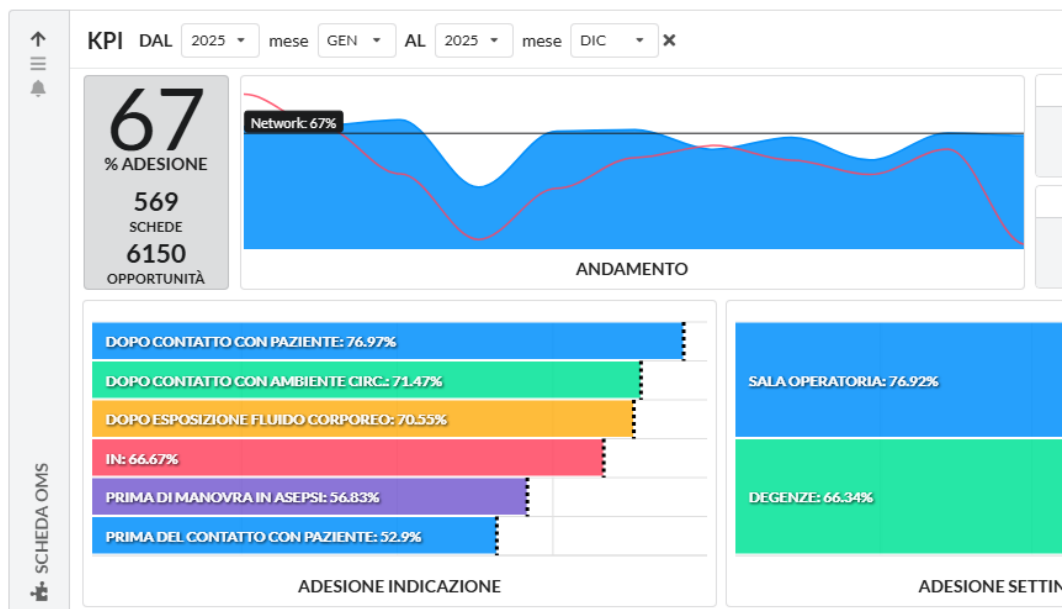 KPI DAL 2025 mese GEN AL 2025 mese DIC
67
% ADESIONE
569
SCHEDE
6150
OPPORTUNITÀ
Network: 67%
ANDAMENTO
DOPO CONTATTO CON PAZIENTE: 76.97%
DOPO CONTATTO CON AMBIENTE CIRC.: 71.47%
DOPO ESPOSIZIONE FLUIDO CORPOREO: 70.55%
IN: 66.67%
PRIMA DI MANOVRA IN ASEPSI: 56.83%
PRIMA DEL CONTATTO CON PAZIENTE: 52.9%
ADESIONE INDICAZIONE
SALA OPERATORIA: 76.92%
DEGENZE: 66.34%
ADESIONE SETTIN
SCHEDA OMS